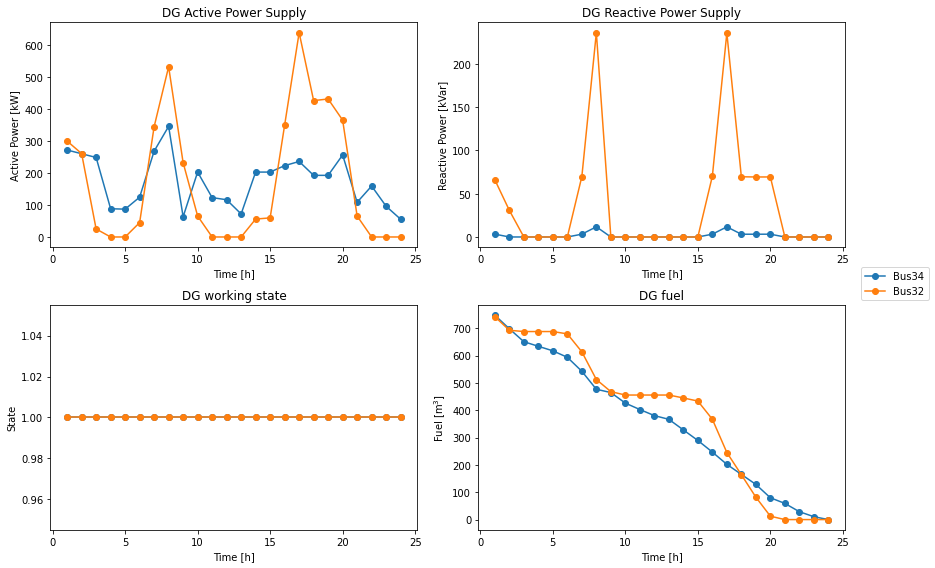 DG Active Power Supply
Active Power [kW]
600
500
400
300
200
100
0
0 5 10 15 20 25
Time [h]
DG Reactive Power Supply
Reactive Power [kVar]
200
150
100
50
0
0 5 10 15 20 25
Time [h]
Bus34
Bus32
DG working state
State
1.04
1.02
1.00
0.98
0.96
0 5 10 15 20 25
Time [h]
DG fuel
Fuel [m³]
700
600
500
400
300
200
100
0
0 5 10 15 20 25
Time [h]